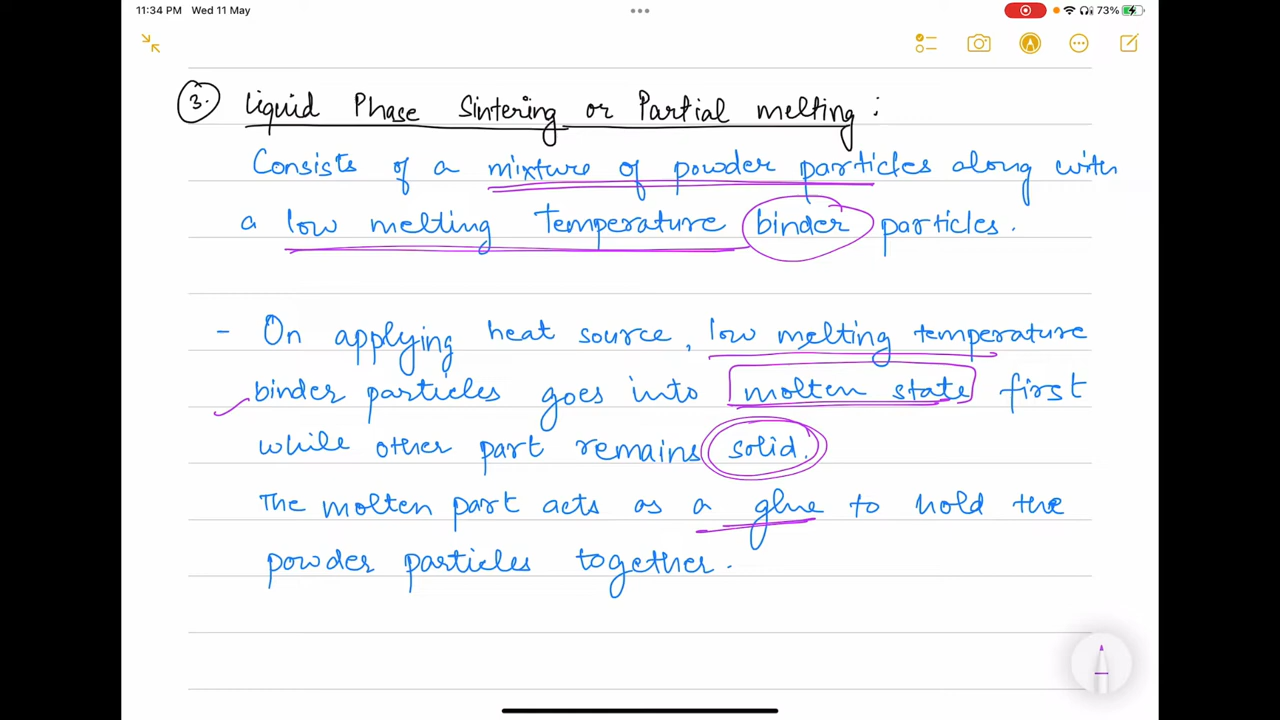 11:34 PM Wed 11 May
73%
3. Liquid Phase Sintering or Partial melting :
Consists of a mixture of powder particles along with
a low melting temperature binder particles.
- On applying heat source, low melting temperature
binder particles goes into molten state first
while other part remains solid.
The molten part acts as a glue to hold the
powder particles together.